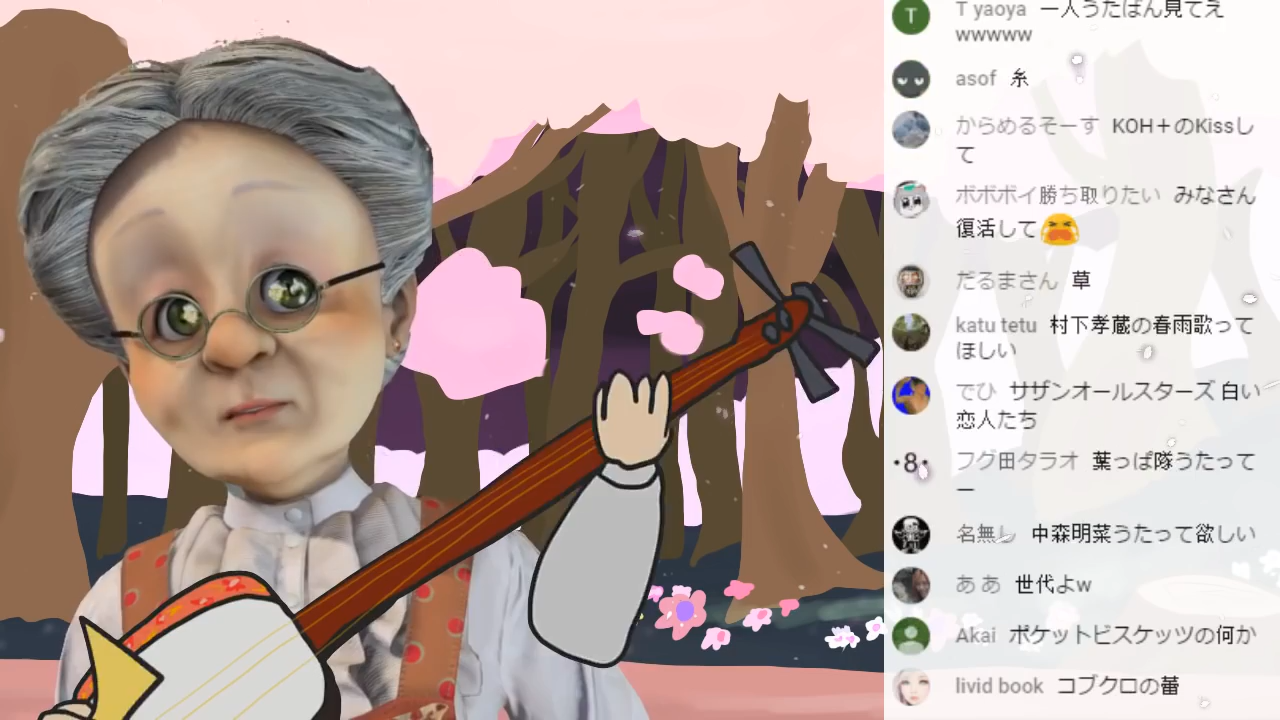 T
T yaoya 一人うたばん見てえ
wwwww
asof 糸
からめるそーす KOH＋のKissし
て
ボボボイ勝ち取りたい みなさん
復活して
だるまさん 草
katu tetu 村下孝蔵の春雨歌って
ほしい
でひ サザンオールスターズ 白い
恋人たち
・8・ フグ田タラオ 葉っぱ隊うたって
ー
名無し 中森明菜うたって欲しい
あ あ 世代よw
Akai ポケットビスケッツの何か
livid book コブクロの蕾